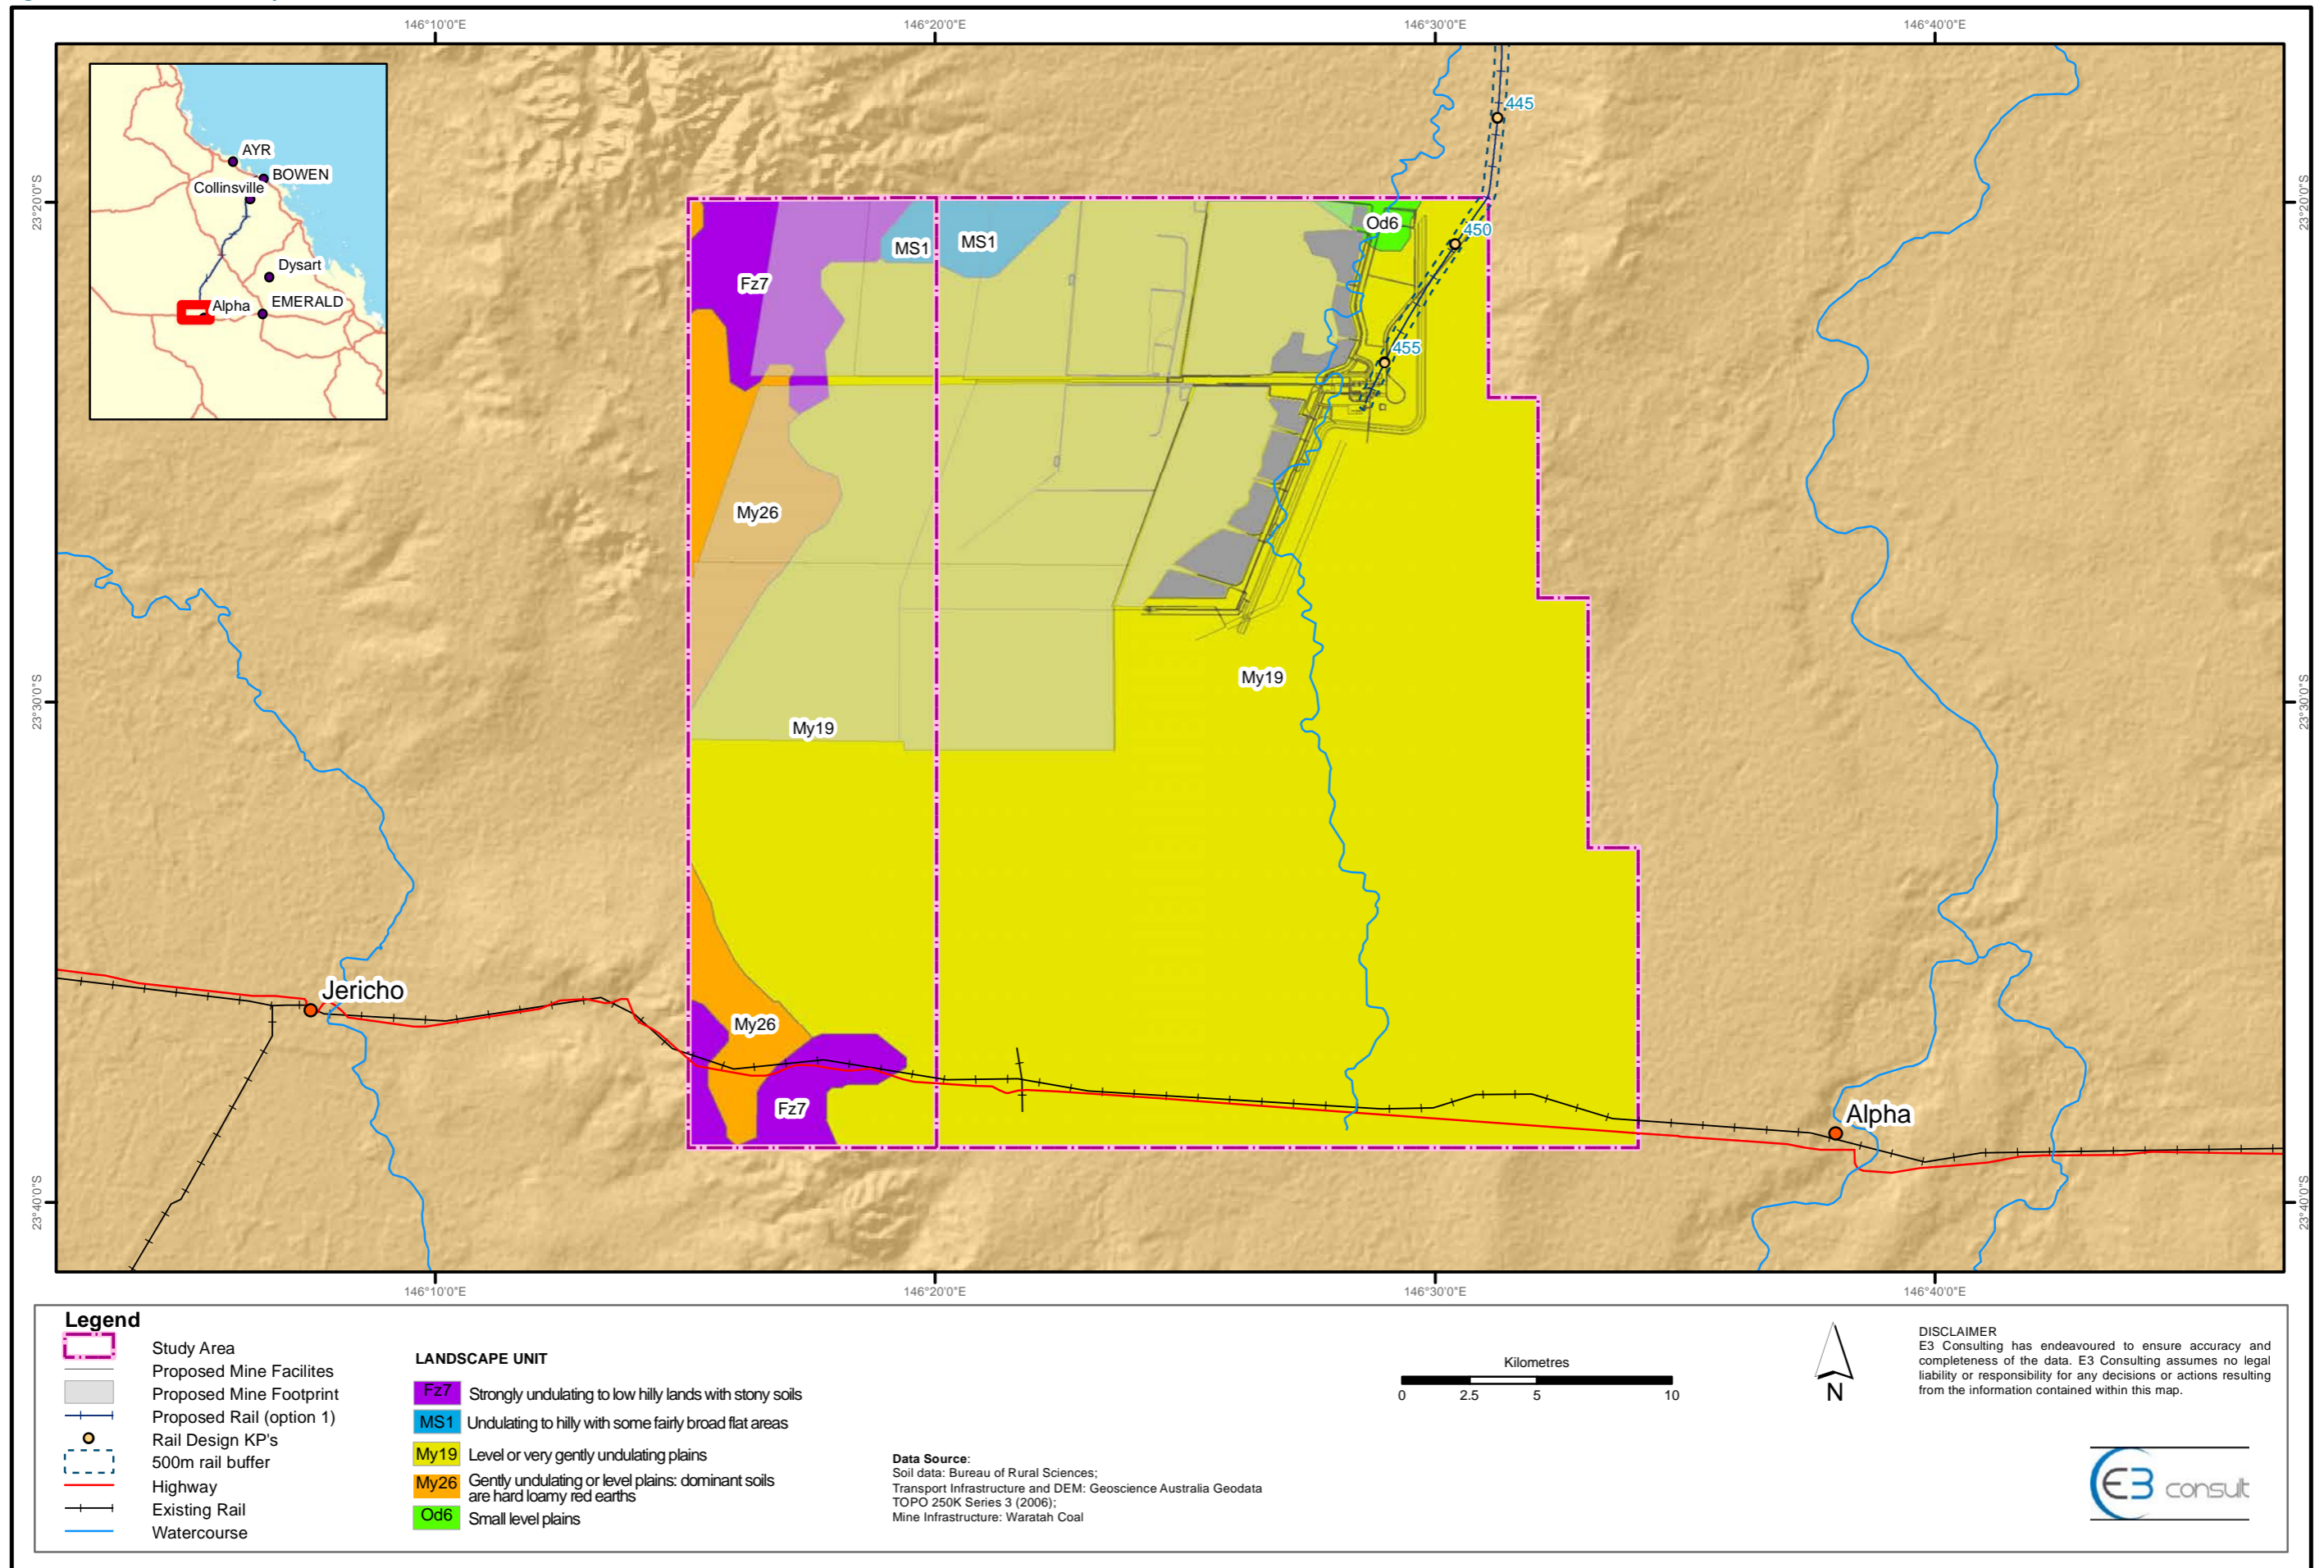 146°10'0"E
146°20'0"E
146°30'0"E
146°40'0"E
23°20'0"S
23°20'0"S
23°30'0"S
23°30'0"S
23°40'0"S
23°40'0"S
AYR
BOWEN
Collinsville
Dysart
Alpha
EMERALD
445
450
455
Od6
MS1
MS1
Fz7
My26
My19
My19
My26
Fz7
Jericho
Alpha
146°10'0"E
146°20'0"E
146°30'0"E
146°40'0"E
Legend
Study Area
Proposed Mine Facilites
Proposed Mine Footprint
Proposed Rail (option 1)
Rail Design KP's
500m rail buffer
Highway
Existing Rail
Watercourse
LANDSCAPE UNIT
Fz7 Strongly undulating to low hilly lands with stony soils
MS1 Undulating to hilly with some fairly broad flat areas
My19 Level or very gently undulating plains
My26 Gently undulating or level plains: dominant soils
are hard loamy red earths
Od6 Small level plains
Data Source:
Soil data: Bureau of Rural Sciences;
Transport Infrastructure and DEM: Geoscience Australia Geodata
TOPO 250K Series 3 (2006);
Mine Infrastructure: Waratah Coal
Kilometres
0 2.5 5 10
N
DISCLAIMER
E3 Consulting has endeavoured to ensure accuracy and
completeness of the data. E3 Consulting assumes no legal
liability or responsibility for any decisions or actions resulting
from the information contained within this map.
E3 consult